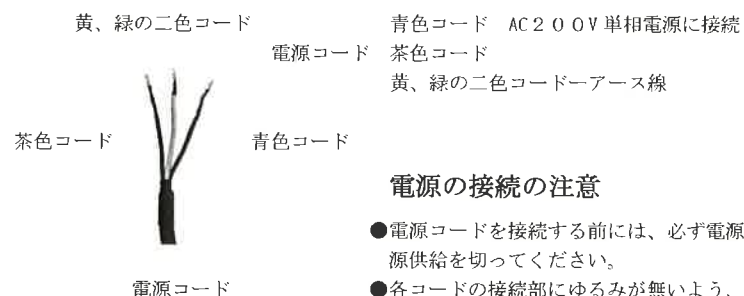 黄、緑の二色コード
青色コード AC２００V単相電源に接続
電源コード 茶色コード
黄、緑の二色コードーアース線
茶色コード
青色コード
電源の接続の注意
●電源コードを接続する前には、必ず電源
源供給を切ってください。
電源コード
●各コードの接続部にゆるみが無いよう、